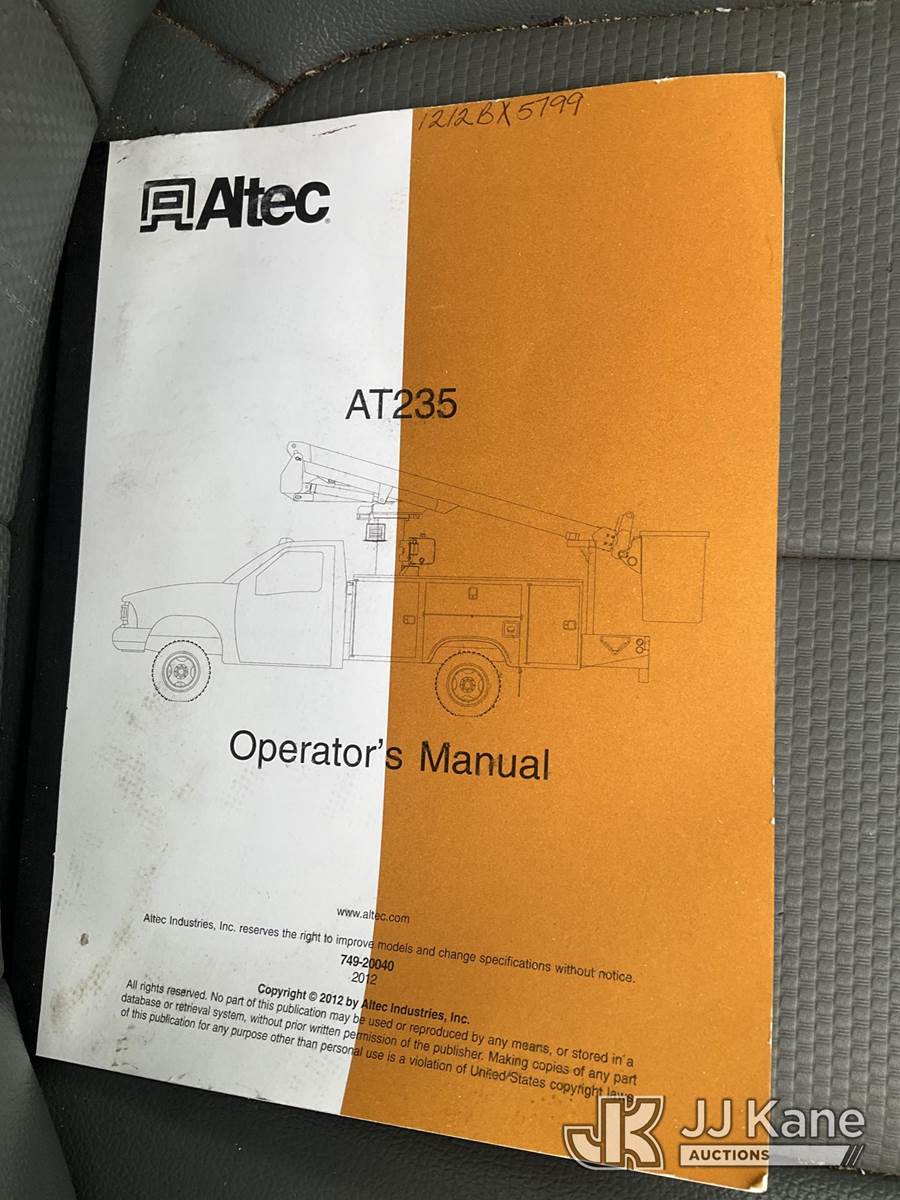 1212BX5799
Altec
AT235
Operator's Manual
www.altec.com
Altec Industries, Inc. reserves the right to improve models and change specifications without notice.
749-20040
2012
Copyright © 2012 by Altec Industries, Inc.
All rights reserved. No part of this publication may be used or reproduced by any means, or stored in a
database or retrieval system, without prior written permission of the publisher. Making copies of any part
of this publication for any purpose other than personal use is a violation of United States copyright laws.
JK JJ Kane
AUCTIONS